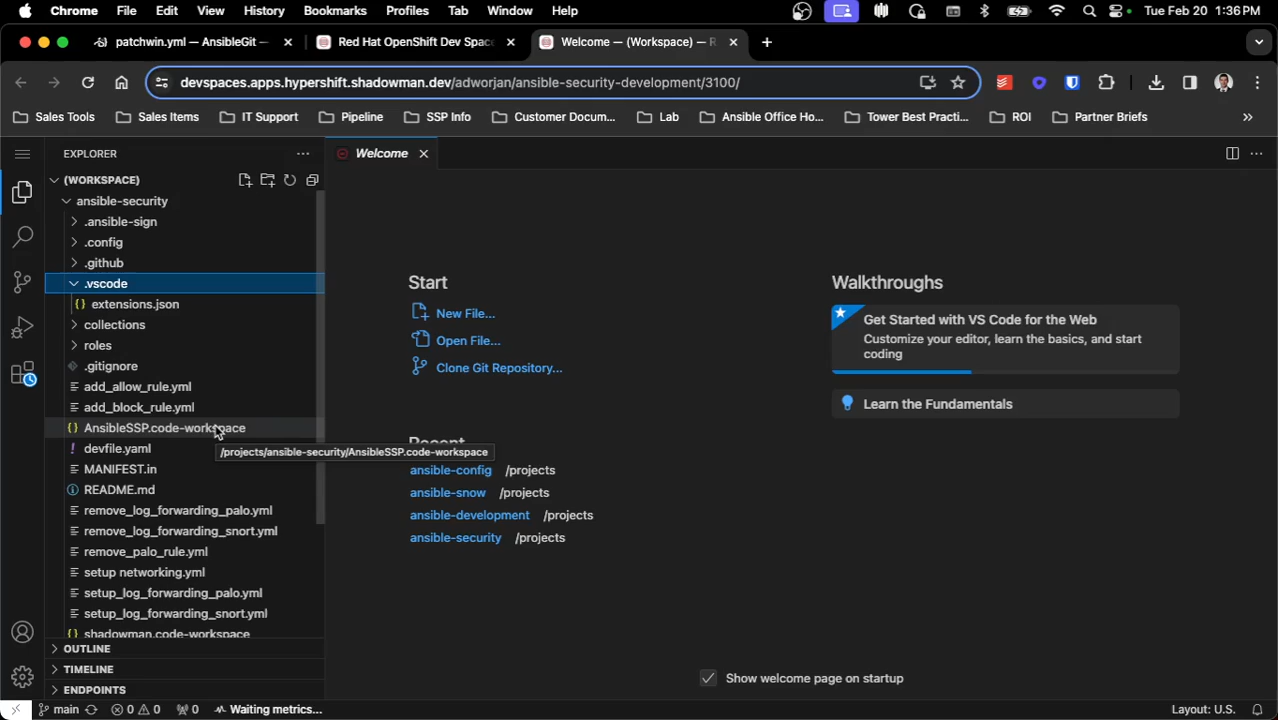 Chrome File Edit View History Bookmarks Profiles Tab Window Help Tue Feb 20 1:36 PM
patchwin.yml — AnsibleGit — Red Hat OpenShift Dev Space Welcome — (Workspace) — R
devspaces.apps.hypershift.shadowman.dev/adworjan/ansible-security-development/3100/
Sales Tools Sales Items IT Support Pipeline SSP Info Customer Docum... Lab Ansible Office Ho... Tower Best Practi... ROI Partner Briefs
EXPLORER
(WORKSPACE)
ansible-security
.ansible-sign
.config
.github
.vscode
extensions.json
collections
roles
.gitignore
add_allow_rule.yml
add_block_rule.yml
AnsibleSSP.code-workspace
/projects/ansible-security/AnsibleSSP.code-workspace
devfile.yml
MANIFEST.in
README.md
remove_log_forwarding_palo.yml
remove_log_forwarding_snort.yml
remove_palo_rule.yml
setup networking.yml
setup_log_forwarding_palo.yml
setup_log_forwarding_snort.yml
shadowman.code-workspace
OUTLINE
TIMELINE
ENDPOINTS
Welcome
Start
New File...
Open File...
Clone Git Repository...
Recent
ansible-config /projects
ansible-snow /projects
ansible-development /projects
ansible-security /projects
Walkthroughs
Get Started with VS Code for the Web
Customize your editor, learn the basics, and start
coding
Learn the Fundamentals
Show welcome page on startup
main 0 0 0 Waiting metrics... Layout: U.S.